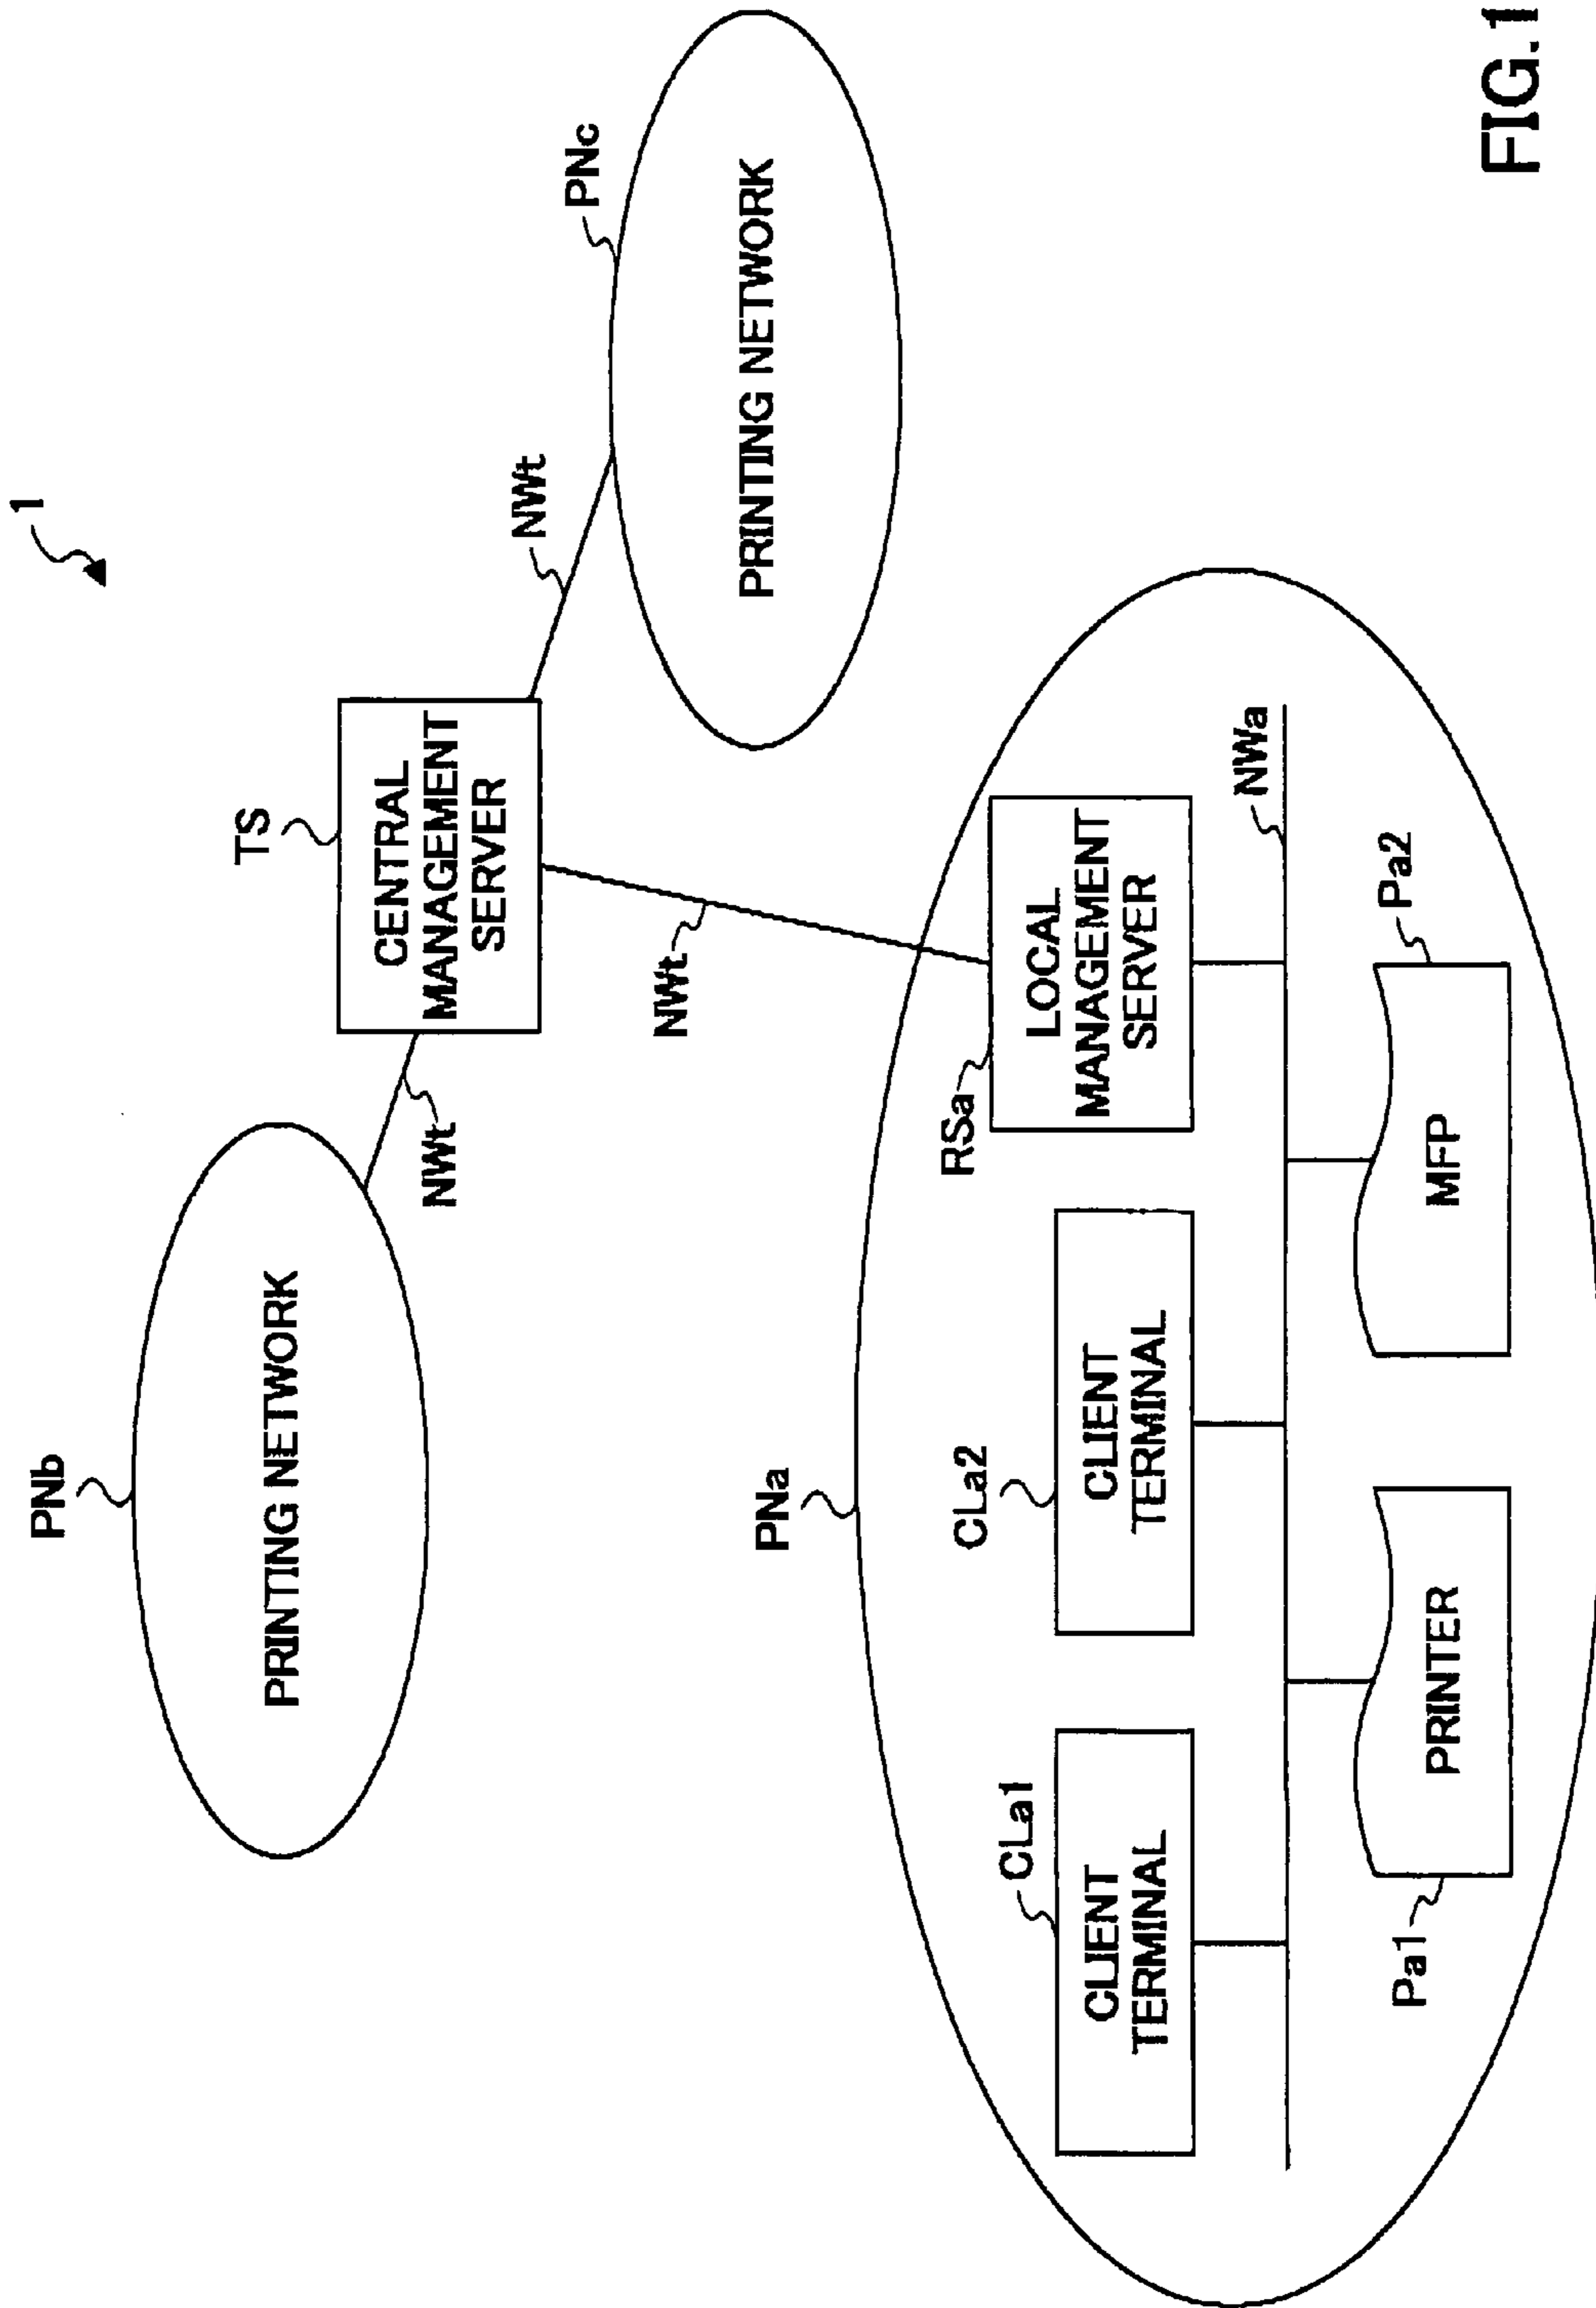 1
PNb
PRINTING NETWORK
NWt
TS
CENTRAL
MANAGEMENT
SERVER
NWt
PNc
PRINTING NETWORK
NWt
PNa
CLa1
CLIENT
TERMINAL
CLa2
CLIENT
TERMINAL
RSa
LOCAL
MANAGEMENT
SERVER
NWa
Pa1
PRINTER
MFP
Pa2
FIG.1